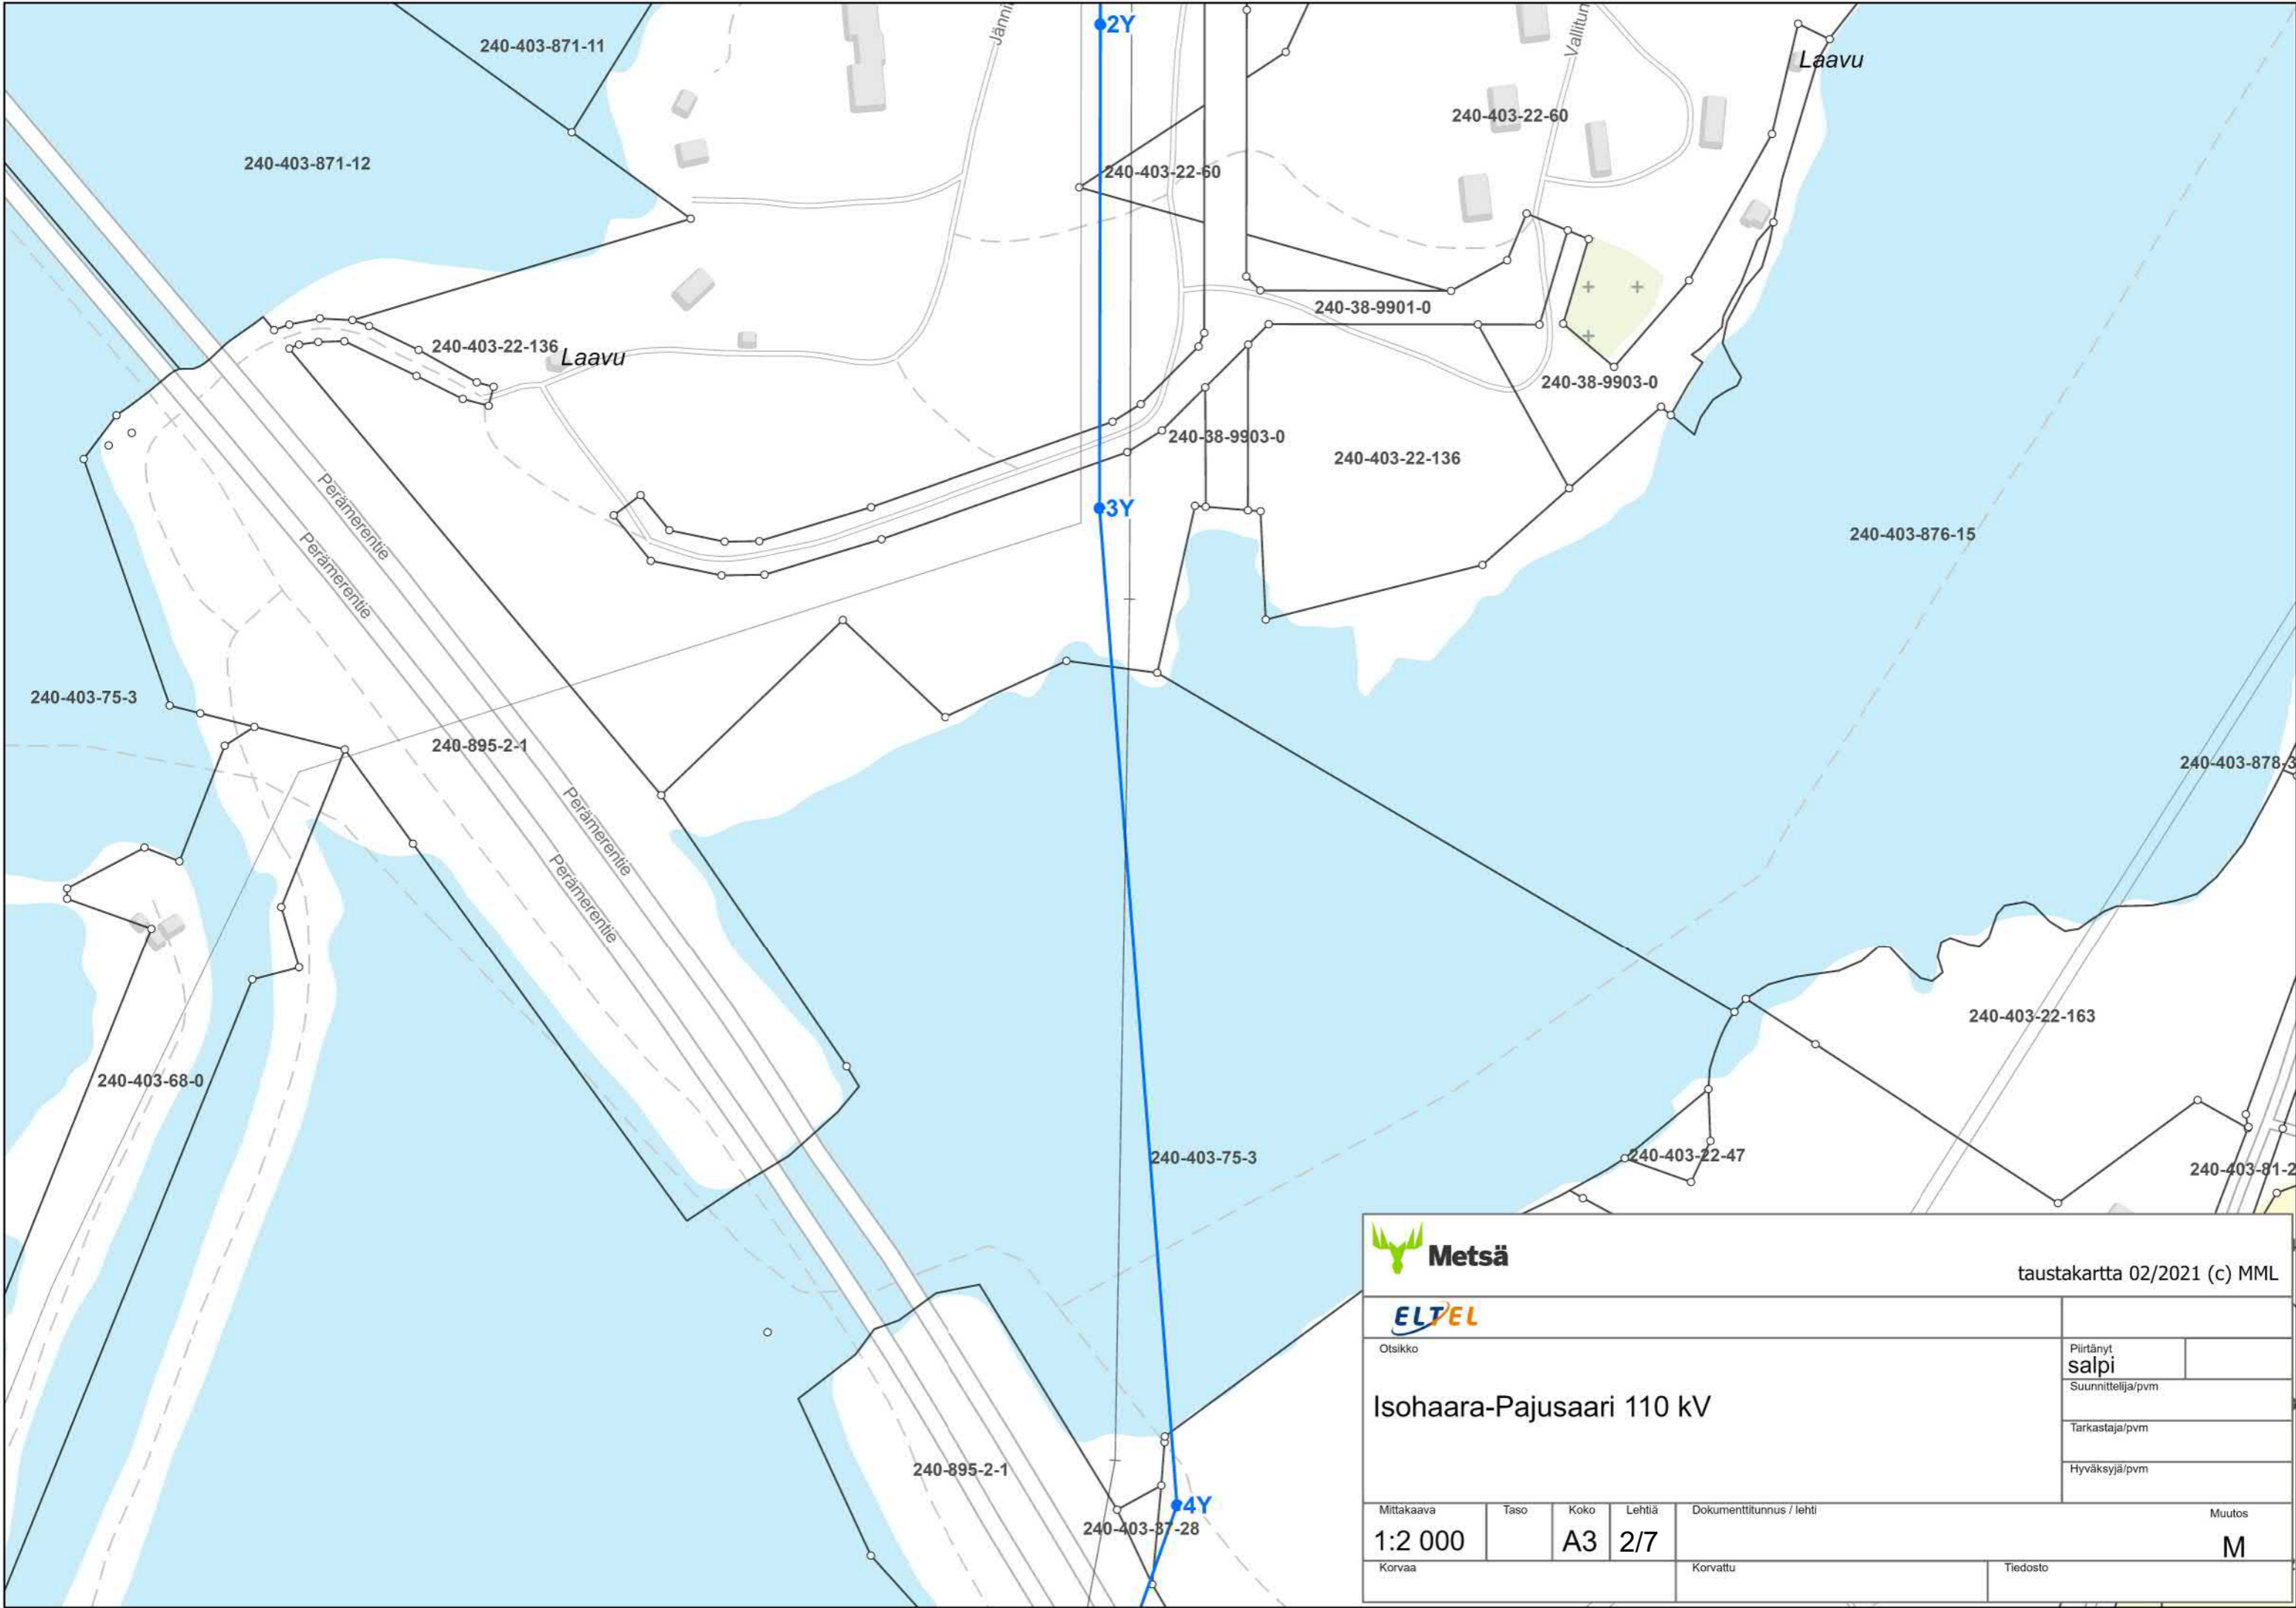 2Y
Jänni
Vallitun
Laavu
240-403-871-11
240-403-871-12
240-403-22-60
240-403-22-60
240-38-9901-0
240-403-22-136
Laavu
240-38-9903-0
240-38-9903-0
240-403-22-136
3Y
Perämerentie
Perämerentie
240-403-876-15
240-403-75-3
240-895-2-1
240-403-878-3
Perämerentie
Perämerentie
240-403-22-163
240-403-68-0
240-403-75-3
240-403-22-47
240-403-81-2
240-895-2-1
4Y
240-403-37-28
Metsä
taustakartta 02/2021 (c) MML
ELTEL
Otsikko
Isohaara-Pajusaari 110 kV
Piirtänyt
salpi
Suunnittelija/pvm
Tarkastaja/pvm
Hyväksyjä/pvm
Mittakaava
1:2 000
Taso
Koko
A3
Lehtiä
2/7
Dokumenttitunnus / lehti
Muutos
M
Korvaa
Korvattu
Tiedosto